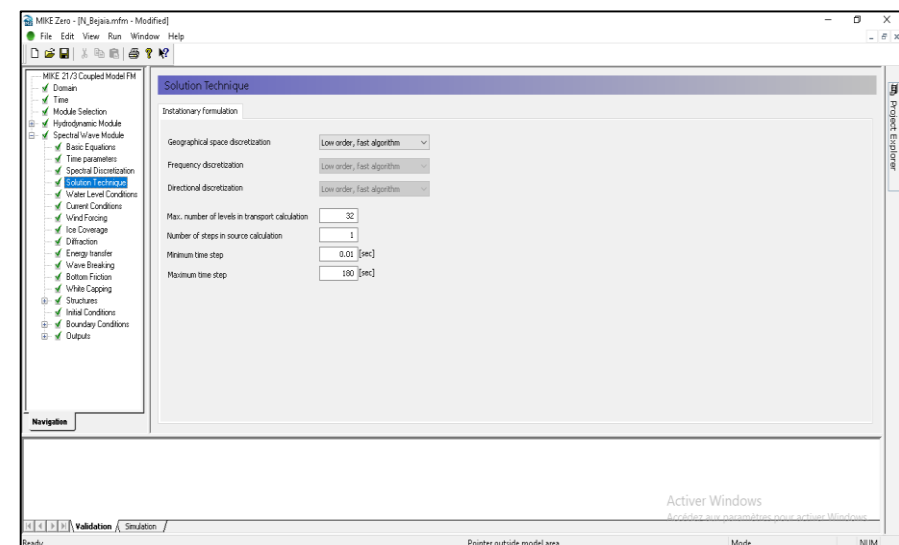 MIKE Zero - [N_Bejaia.mfm - Modified]
File Edit View Run Window Help
MIKE 21/3 Coupled Model FM
Domain
Time
Module Selection
Hydrodynamic Module
Spectral Wave Module
Basic Equations
Time parameters
Spectral Discretization
Solution Technique
Water Level Conditions
Current Conditions
Wind Forcing
Ice Coverage
Diffraction
Energy transfer
Wave Breaking
Bottom Friction
White Capping
Structures
Initial Conditions
Boundary Conditions
Outputs
Navigation
Solution Technique
Instationary formulation
Geographical space discretization Low order, fast algorithm
Frequency discretization Low order, fast algorithm
Directional discretization Low order, fast algorithm
Max. number of levels in transport calculation 32
Number of steps in source calculation 1
Minimum time step 0.01 [sec]
Maximum time step 180 [sec]
Project Explorer
Activer Windows
Accédez aux paramètres pour activer Windows.
Validation Simulation
Ready Pointer outside model area Mode NUM